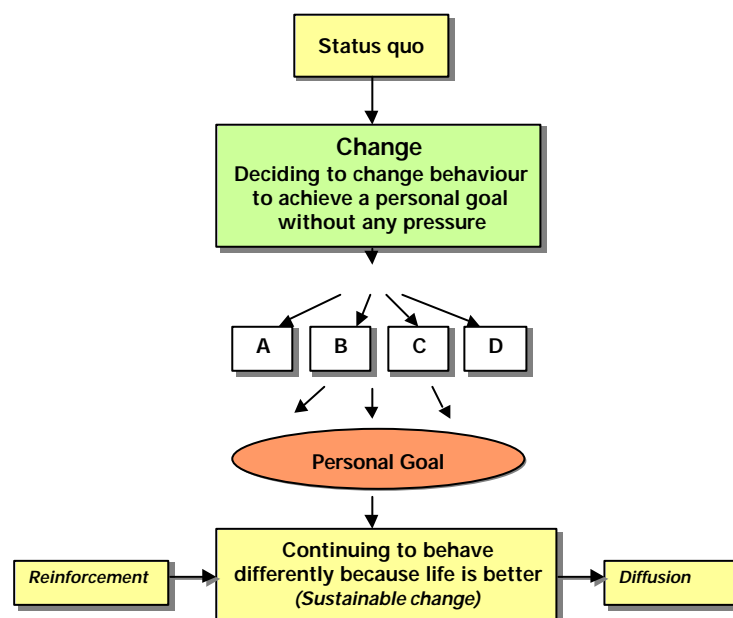 Status quo
Change
Deciding to change behaviour
to achieve a personal goal
without any pressure
A
B
C
D
Personal Goal
Continuing to behave
Reinforcement
differently because life is better
Diffusion
(Sustainable change)